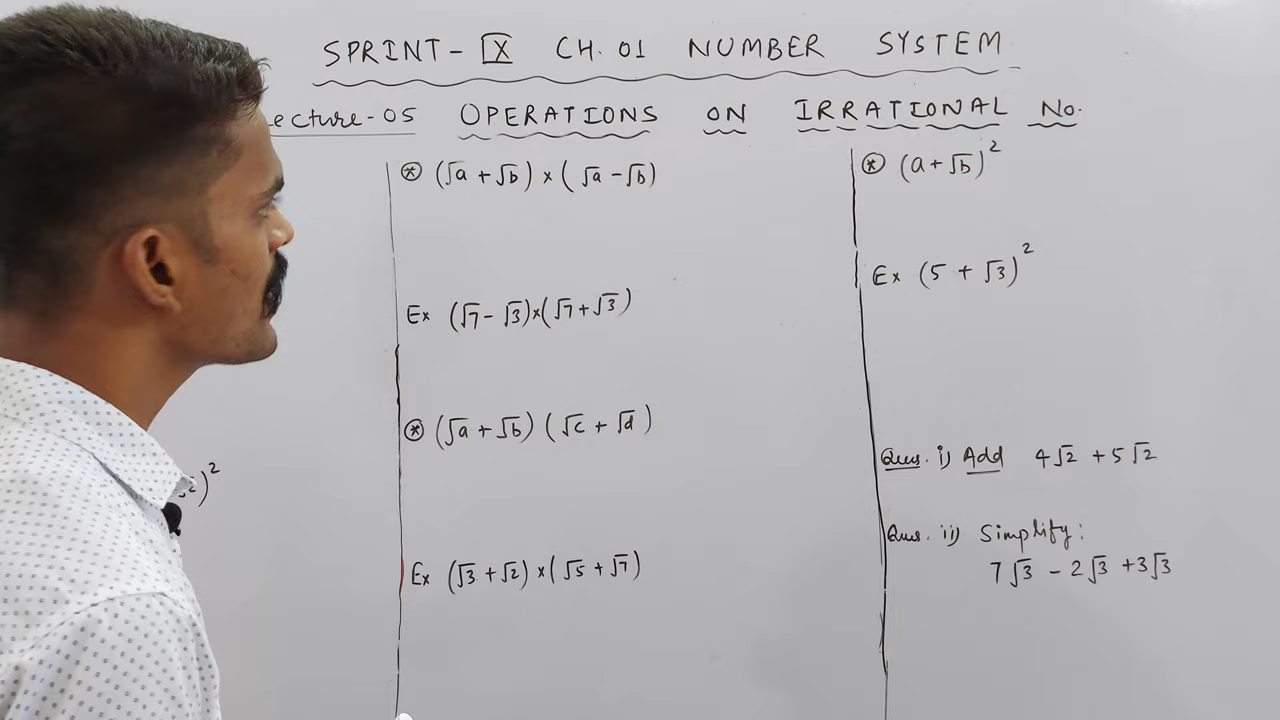 SPRINT - IX CH. 01 NUMBER SYSTEM
ecture-05 OPERATIONS ON IRRATIONAL No.
⊛ (√a + √b) × (√a - √b)
Ex (√7 - √3)×(√7 + √3)
⊛ (√a + √b) (√c + √d)
Ex (√3 + √2) × (√5 + √7)
)²
⊛ (a + √b)²
Ex (5 + √3)²
Ques. i) Add 4√2 + 5√2
Ques. ii) Simplify:
7√3 - 2√3 + 3√3